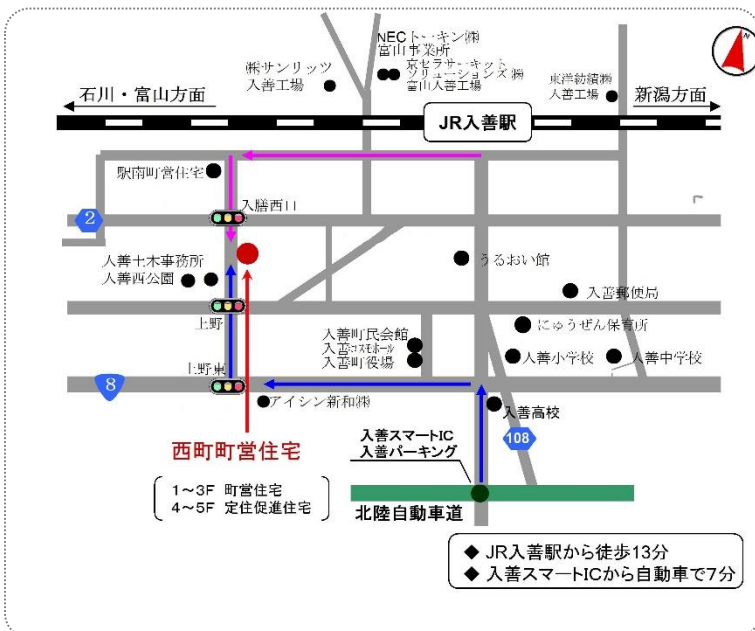 NECトーキン㈱
富山事業所
京セラサーキット
ソリューションズ㈱
富山入善工場
㈱サンリッツ
入善工場
東洋紡績㈱
入善工場
N
石川・富山方面
新潟方面
JR入善駅
駅南町営住宅
入膳西口
2
入善土木事務所
入善西公園
うるおい館
入善郵便局
上野
入善町民会館
入善コスモホール
入善町役場
にゅうぜん保育所
入善小学校
入善中学校
上野東
8
アイシン新和㈱
入善高校
西町町営住宅
入善スマートIC
入善パーキング
108
1～3F 町営住宅
4～5F 定住促進住宅
北陸自動車道
◆ JR入善駅から徒歩13分
◆ 入善スマートICから自動車で7分